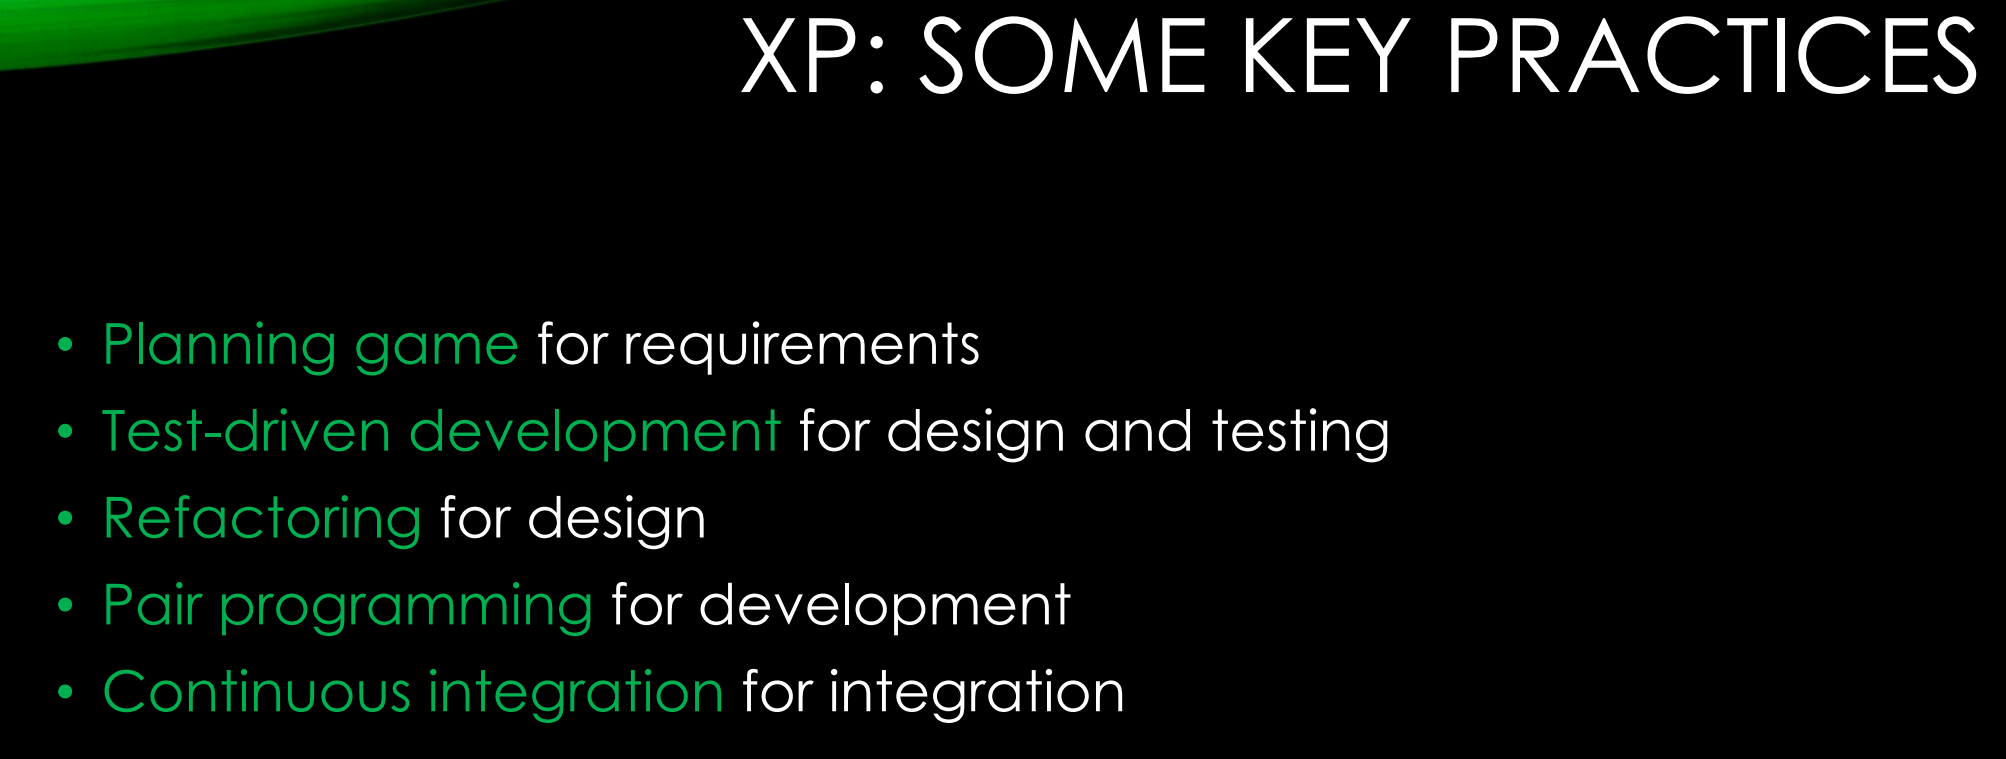 XP: SOME KEY PRACTICES
• Planning game for requirements
• Test-driven development for design and testing
• Refactoring for design
• Pair programming for development
• Continuous integration for integration